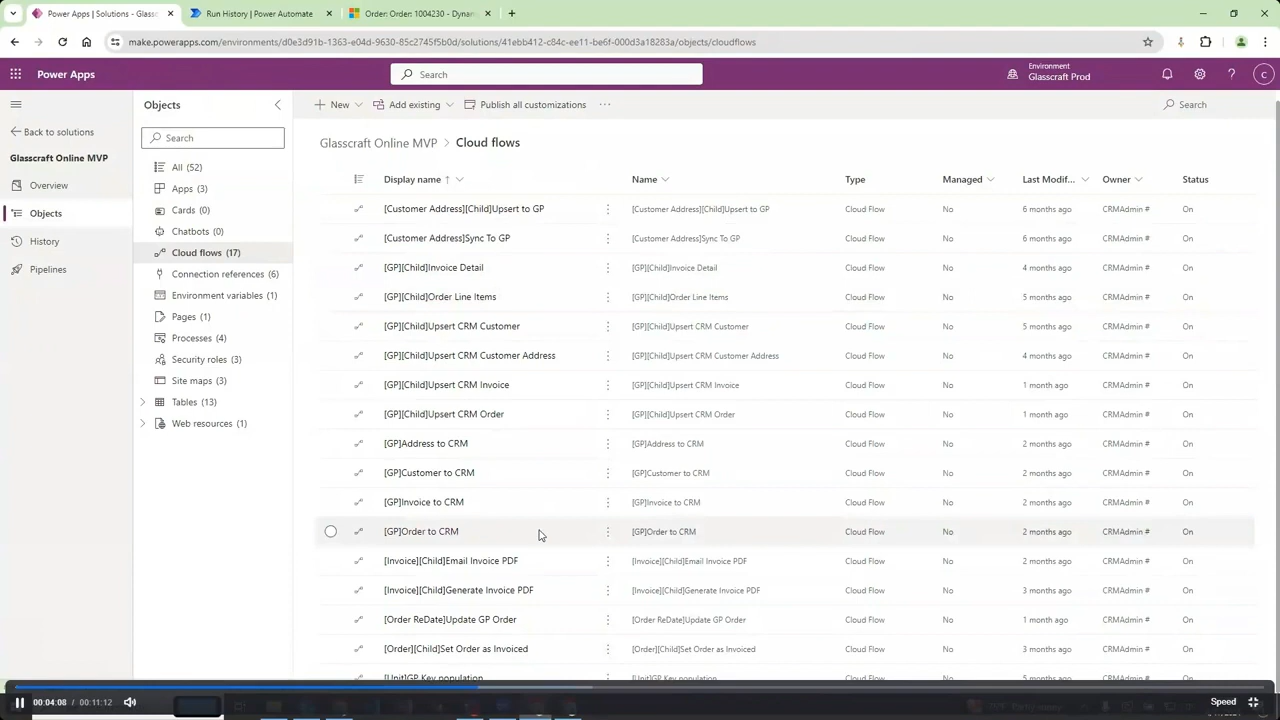 Power Apps | Solutions - Glassc
Run History | Power Automate
Order: Order: 1004230 - Dynam
make.powerapps.com/environments/d0e3d91b-1363-e04d-9630-85c2745f5b0d/solutions/41ebb412-c84c-ee11-be6f-000d3a18283a/objects/cloudflows
Power Apps
Search
Environment
Glasscraft Prod
C
Objects
New
Add existing
Publish all customizations
Search
Back to solutions
Glasscraft Online MVP
Overview
Objects
History
Pipelines
Search
All (52)
Apps (3)
Cards (0)
Chatbots (0)
Cloud flows (17)
Connection references (6)
Environment variables (1)
Pages (1)
Processes (4)
Security roles (3)
Site maps (3)
Tables (13)
Web resources (1)
Glasscraft Online MVP > Cloud flows
Display name ↑ Name Type Managed Last Modif... Owner Status
[Customer Address][Child]Upsert to GP [Customer Address][Child]Upsert to GP Cloud Flow No 6 months ago CRMAdmin # On
[Customer Address]Sync To GP [Customer Address]Sync To GP Cloud Flow No 6 months ago CRMAdmin # On
[GP][Child]Invoice Detail [GP][Child]Invoice Detail Cloud Flow No 4 months ago CRMAdmin # On
[GP][Child]Order Line Items [GP][Child]Order Line Items Cloud Flow No 5 months ago CRMAdmin # On
[GP][Child]Upsert CRM Customer [GP][Child]Upsert CRM Customer Cloud Flow No 5 months ago CRMAdmin # On
[GP][Child]Upsert CRM Customer Address [GP][Child]Upsert CRM Customer Address Cloud Flow No 4 months ago CRMAdmin # On
[GP][Child]Upsert CRM Invoice [GP][Child]Upsert CRM Invoice Cloud Flow No 1 month ago CRMAdmin # On
[GP][Child]Upsert CRM Order [GP][Child]Upsert CRM Order Cloud Flow No 1 month ago CRMAdmin # On
[GP]Address to CRM [GP]Address to CRM Cloud Flow No 2 months ago CRMAdmin # On
[GP]Customer to CRM [GP]Customer to CRM Cloud Flow No 2 months ago CRMAdmin # On
[GP]Invoice to CRM [GP]Invoice to CRM Cloud Flow No 2 months ago CRMAdmin # On
[GP]Order to CRM [GP]Order to CRM Cloud Flow No 2 months ago CRMAdmin # On
[Invoice][Child]Email Invoice PDF [Invoice][Child]Email Invoice PDF Cloud Flow No 2 months ago CRMAdmin # On
[Invoice][Child]Generate Invoice PDF [Invoice][Child]Generate Invoice PDF Cloud Flow No 3 months ago CRMAdmin # On
[Order ReDate]Update GP Order [Order ReDate]Update GP Order Cloud Flow No 1 month ago CRMAdmin # On
[Order][Child]Set Order as Invoiced [Order][Child]Set Order as Invoiced Cloud Flow No 3 months ago CRMAdmin # On
[Unit]GP Key population [Unit]GP Key population Cloud Flow No 5 months ago CRMAdmin # On
00:04:08 / 00:11:12
Speed